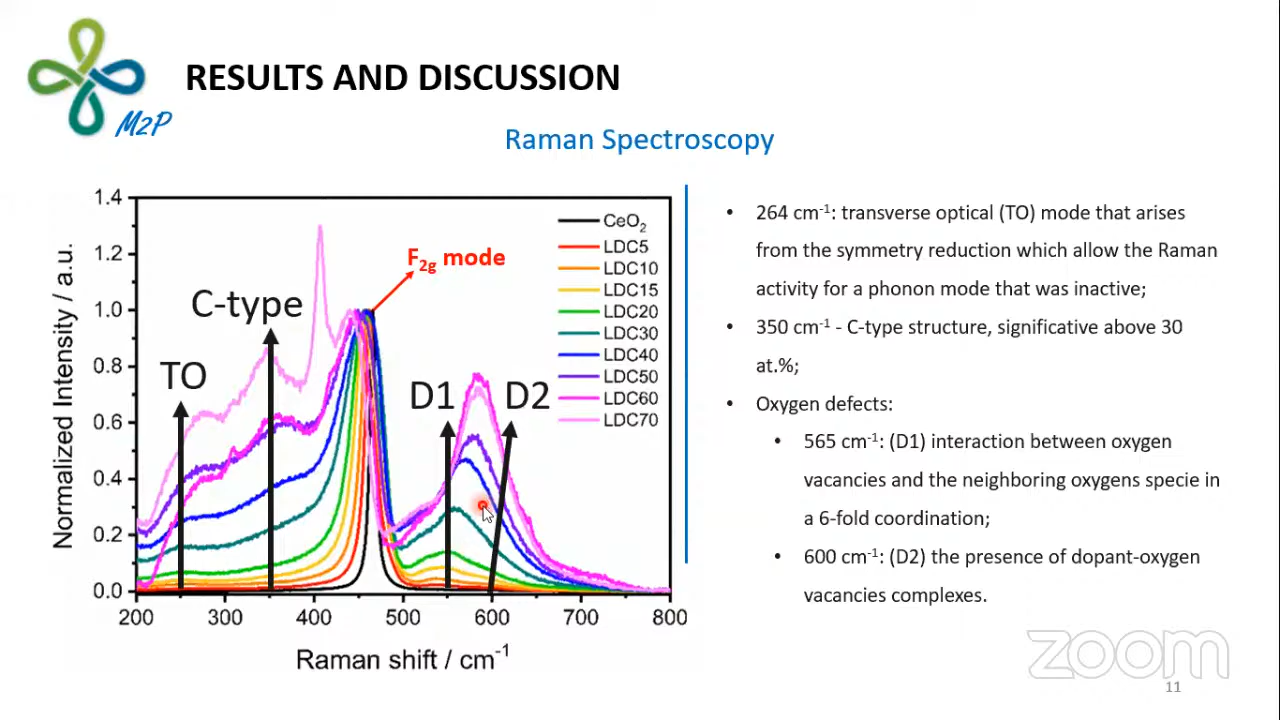 M2P
RESULTS AND DISCUSSION
Raman Spectroscopy
Normalized Intensity / a.u.
1.4
1.2
1.0
0.8
0.6
0.4
0.2
0.0
200
300
400
500
600
700
800
Raman shift / cm⁻¹
TO
C-type
F₂g mode
D1
D2
CeO₂
LDC5
LDC10
LDC15
LDC20
LDC30
LDC40
LDC50
LDC60
LDC70
• 264 cm⁻¹: transverse optical (TO) mode that arises
from the symmetry reduction which allow the Raman
activity for a phonon mode that was inactive;
• 350 cm⁻¹ - C-type structure, significative above 30
at.%;
• Oxygen defects:
• 565 cm⁻¹: (D1) interaction between oxygen
vacancies and the neighboring oxygens specie in
a 6-fold coordination;
• 600 cm⁻¹: (D2) the presence of dopant-oxygen
vacancies complexes.
zoom
11